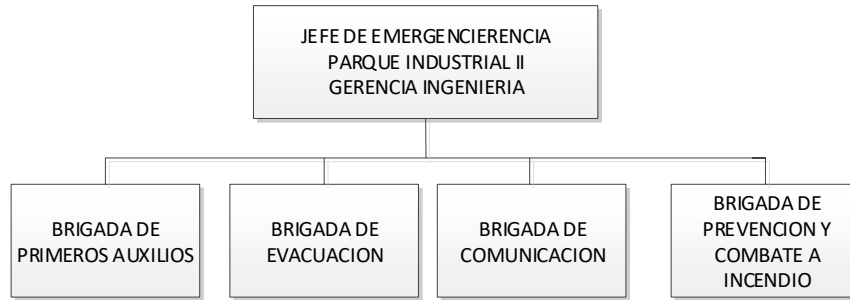 JEFE DE EMERGENCIERENCIA
PARQUE INDUSTRIAL II
GERENCIA INGENIERIA
BRIGADA DE
PRIMEROS AUXILIOS
BRIGADA DE
EVACUACION
BRIGADA DE
COMUNICACION
BRIGADA DE
PREVENCION Y
COMBATE A
INCENDIO